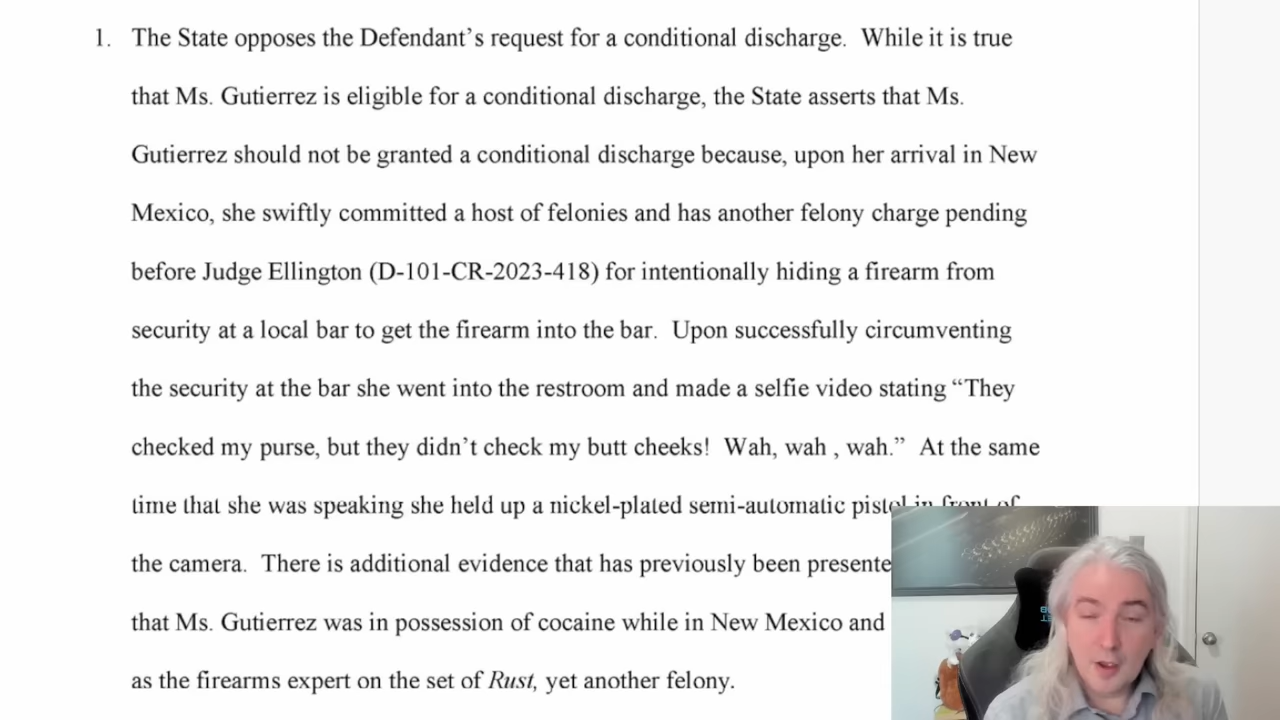 1. The State opposes the Defendant's request for a conditional discharge. While it is true
that Ms. Gutierrez is eligible for a conditional discharge, the State asserts that Ms.
Gutierrez should not be granted a conditional discharge because, upon her arrival in New
Mexico, she swiftly committed a host of felonies and has another felony charge pending
before Judge Ellington (D-101-CR-2023-418) for intentionally hiding a firearm from
security at a local bar to get the firearm into the bar. Upon successfully circumventing
the security at the bar she went into the restroom and made a selfie video stating “They
checked my purse, but they didn't check my butt cheeks! Wah, wah , wah.” At the same
time that she was speaking she held up a nickel-plated semi-automatic pistol in front of
the camera. There is additional evidence that has previously been presente
that Ms. Gutierrez was in possession of cocaine while in New Mexico and
as the firearms expert on the set of Rust, yet another felony.